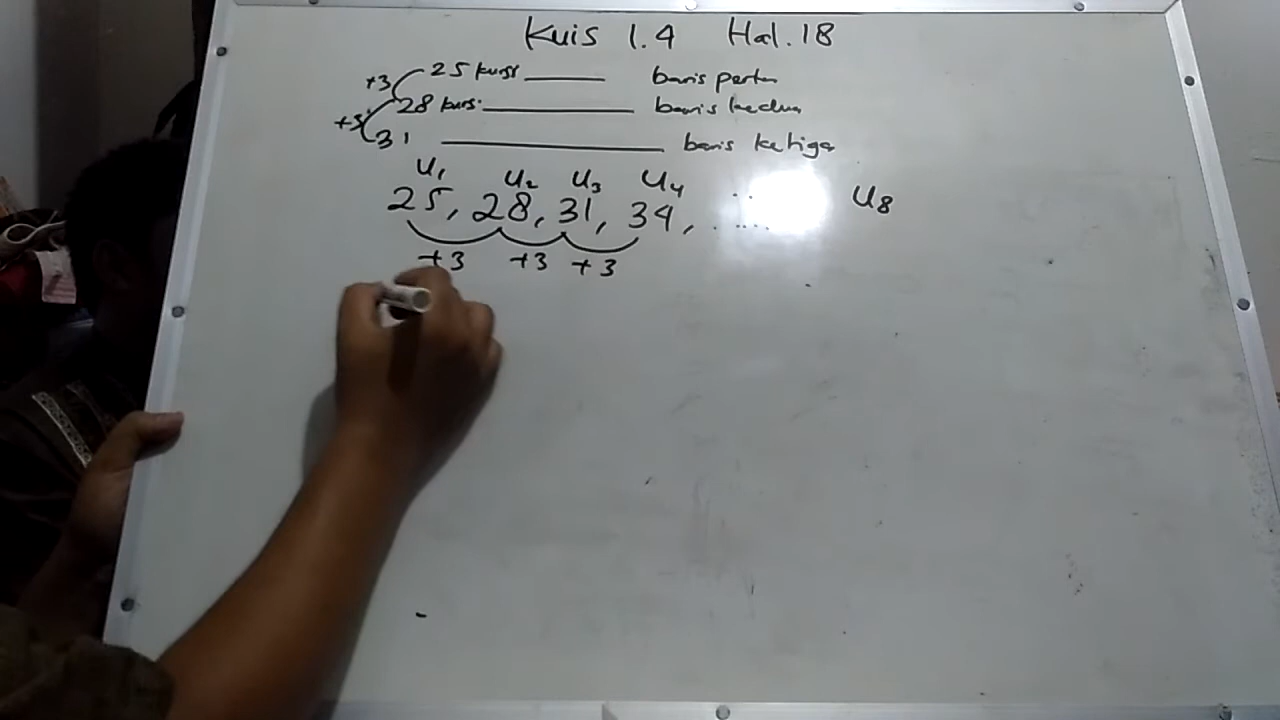 Kuis 1.4 Hal.18
+3 25 kursi baris perta
+3 28 kursi baris kedua
31 baris ketiga
U1 U2 U3 U4 .. U8
25, 28, 31, 34, .....
+3 +3 +3